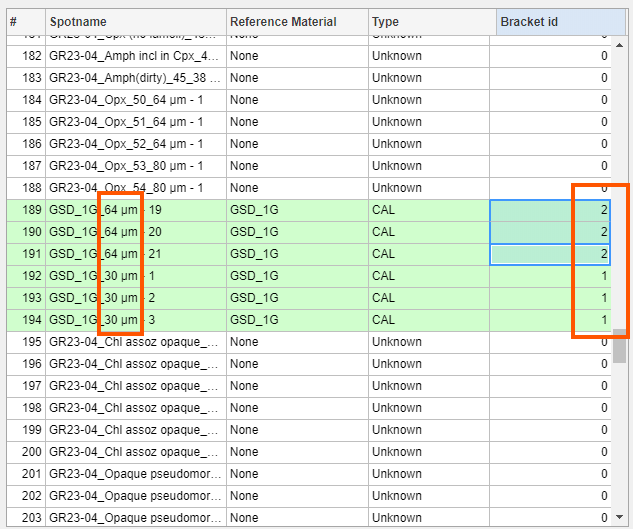 # Spotname Reference Material Type Bracket id
182 GR23-04_Amph incl in Cpx_4... None Unknown 0
183 GR23-04_Amph(dirty)_45_38 ... None Unknown 0
184 GR23-04_Opx_50_64 µm - 1 None Unknown 0
185 GR23-04_Opx_51_64 µm - 1 None Unknown 0
186 GR23-04_Opx_52_64 µm - 1 None Unknown 0
187 GR23-04_Opx_53_80 µm - 1 None Unknown 0
188 GR23-04_Opx_54_80 µm - 1 None Unknown 0
189 GSD_1G_64 µm - 19 GSD_1G CAL 2
190 GSD_1G_64 µm - 20 GSD_1G CAL 2
191 GSD_1G_64 µm - 21 GSD_1G CAL 2
192 GSD_1G_30 µm - 1 GSD_1G CAL 1
193 GSD_1G_30 µm - 2 GSD_1G CAL 1
194 GSD_1G_30 µm - 3 GSD_1G CAL 1
195 GR23-04_Chl assoz opaque_... None Unknown 0
196 GR23-04_Chl assoz opaque_... None Unknown 0
197 GR23-04_Chl assoz opaque_... None Unknown 0
198 GR23-04_Chl assoz opaque_... None Unknown 0
199 GR23-04_Chl assoz opaque_... None Unknown 0
200 GR23-04_Chl assoz opaque_... None Unknown 0
201 GR23-04_Opaque pseudomor... None Unknown 0
202 GR23-04_Opaque pseudomor... None Unknown 0
203 GR23-04_Opaque pseudomor... None Unknown 0